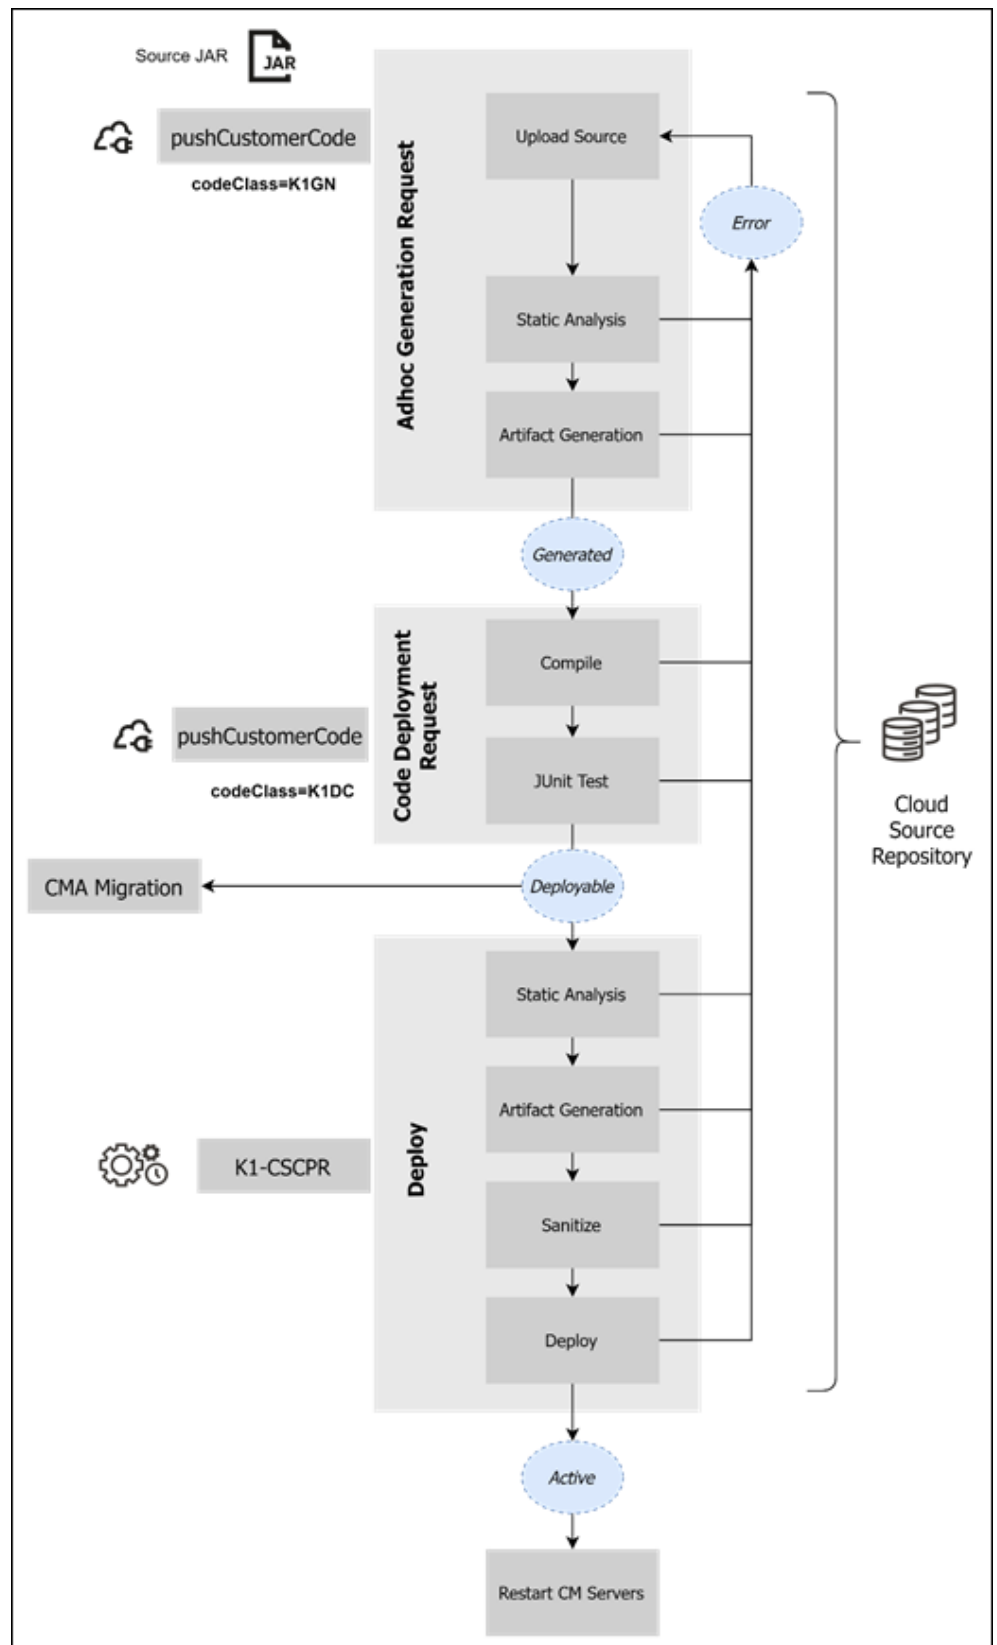 Source JAR
JAR
pushCustomerCode
codeClass=K1GN
Adhoc Generation Request
Upload Source
Error
Static Analysis
Artifact Generation
Generated
pushCustomerCode
codeClass=K1DC
Code Deployment
Request
Compile
JUnit Test
Cloud
Source
Repository
CMA Migration
Deployable
K1-CSCPR
Deploy
Static Analysis
Artifact Generation
Sanitize
Deploy
Active
Restart CM Servers